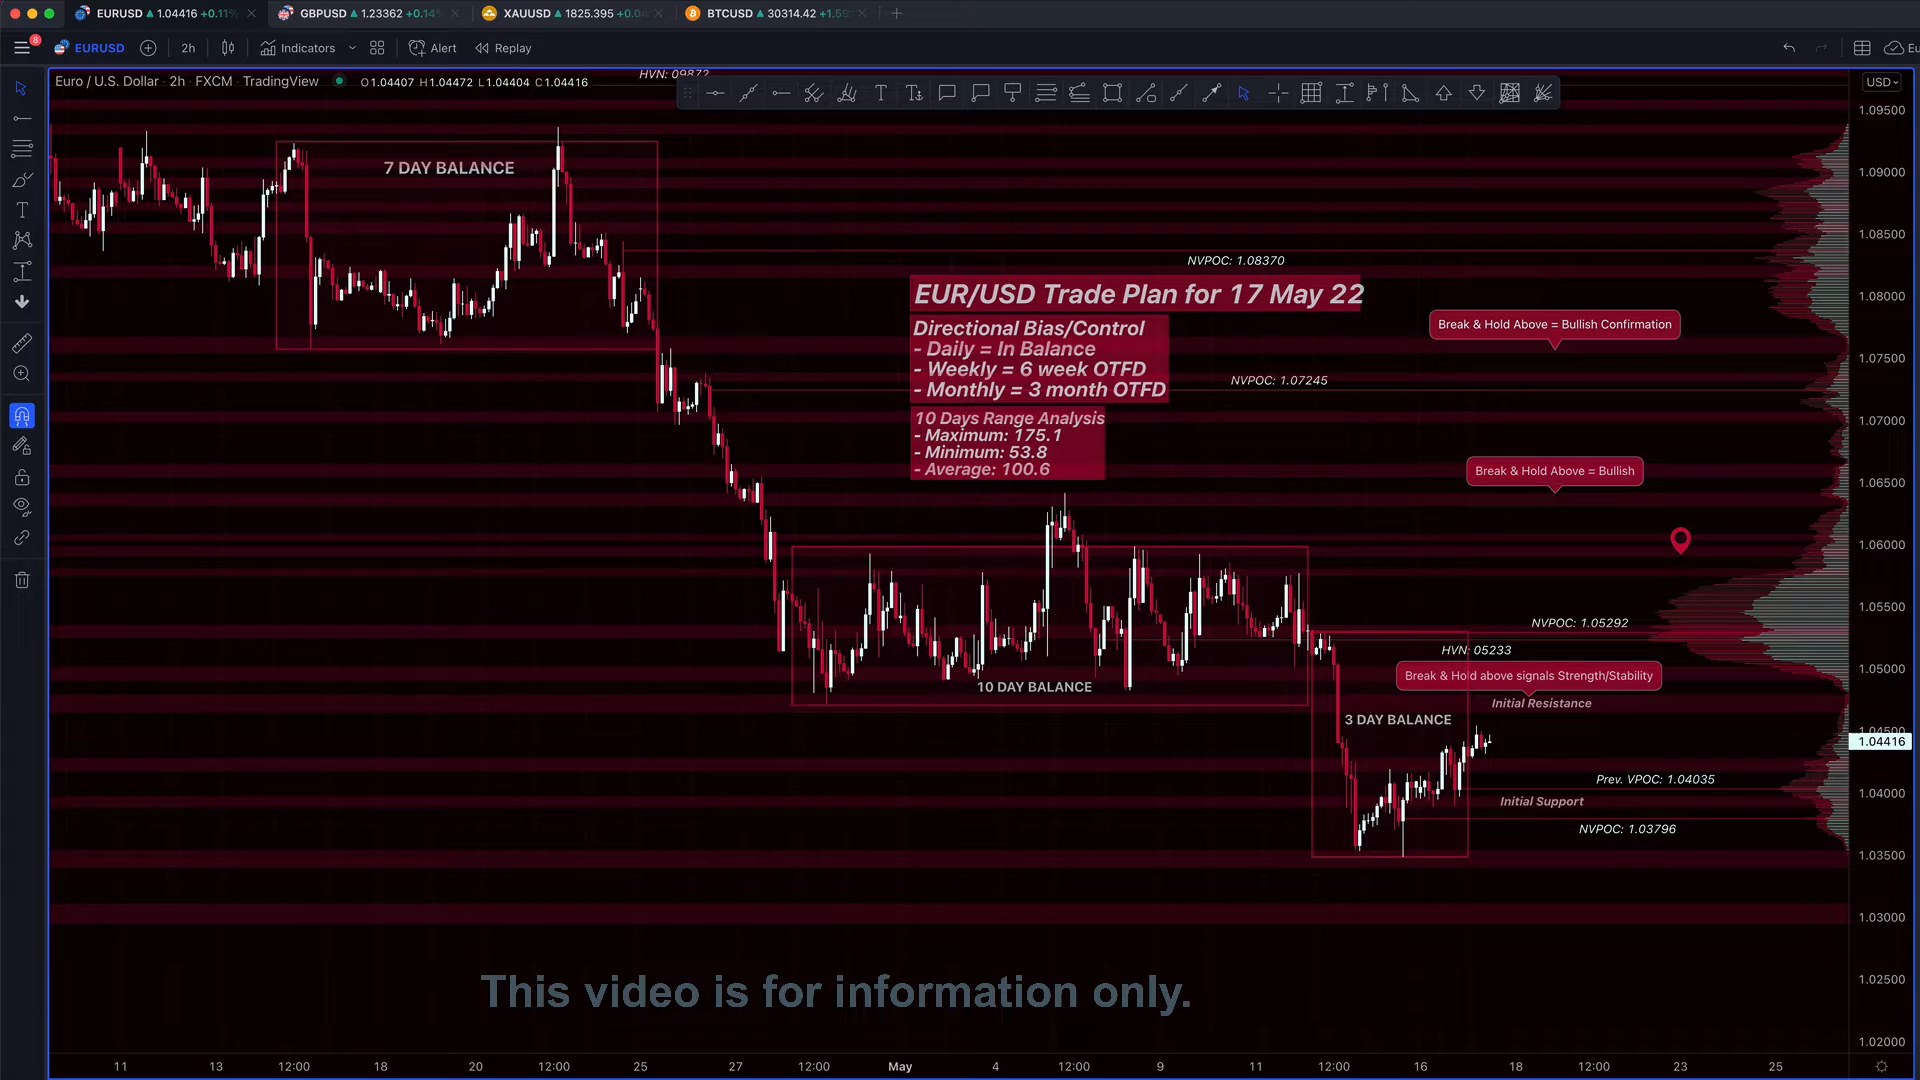 EURUSD 1.04416 +0.11%
GBPUSD 1.23362 +0.14%
XAUUSD 1825.395
BTCUSD 30314.42
8
EURUSD
2h
Indicators
Alert
Replay
Euro / U.S. Dollar · 2h · FXCM · TradingView
O1.04407 H1.04472 L1.04404 C1.04416
HVN: 09872
USD
1.09500
1.09000
1.08500
1.08000
1.07500
1.07000
1.06500
1.06000
1.05500
1.05000
1.04416
1.04000
1.03500
1.03000
1.02500
1.02000
7 DAY BALANCE
NVPOC: 1.08370
EUR/USD Trade Plan for 17 May 22
Directional Bias/Control
- Daily = In Balance
- Weekly = 6 week OTFD
- Monthly = 3 month OTFD
10 Days Range Analysis
- Maximum: 175.1
- Minimum: 53.8
- Average: 100.6
Break & Hold Above = Bullish Confirmation
NVPOC: 1.07245
Break & Hold Above = Bullish
NVPOC: 1.05292
HVN: 05233
Break & Hold above signals Strength/Stability
10 DAY BALANCE
Initial Resistance
3 DAY BALANCE
Prev. VPOC: 1.04035
Initial Support
NVPOC: 1.03796
This video is for information only.
11 13 12:00 18 20 12:00 25 27 12:00 May 4 12:00 9 11 12:00 16 18 12:00 23 25